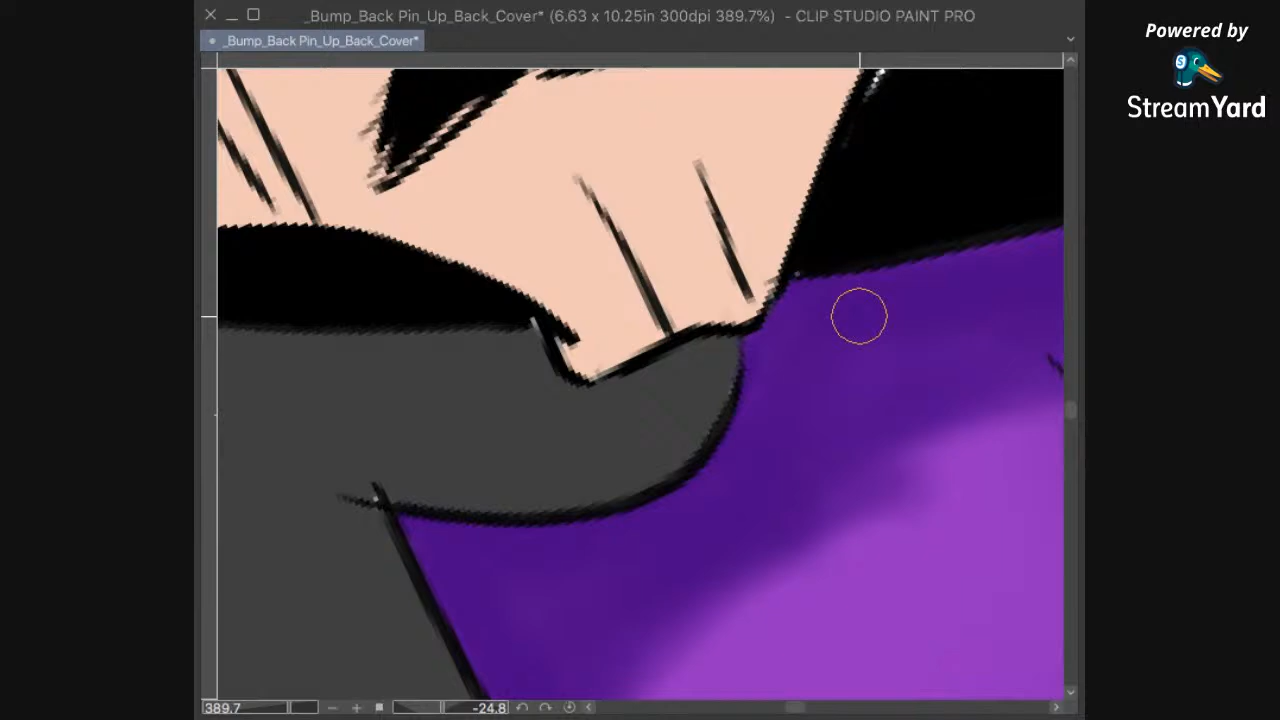 _Bump_Back Pin_Up_Back_Cover* (6.63 x 10.25in 300dpi 389.7%) - CLIP STUDIO PAINT PRO
_Bump_Back Pin_Up_Back_Cover*
Powered by
S
StreamYard
389.7
-24.8